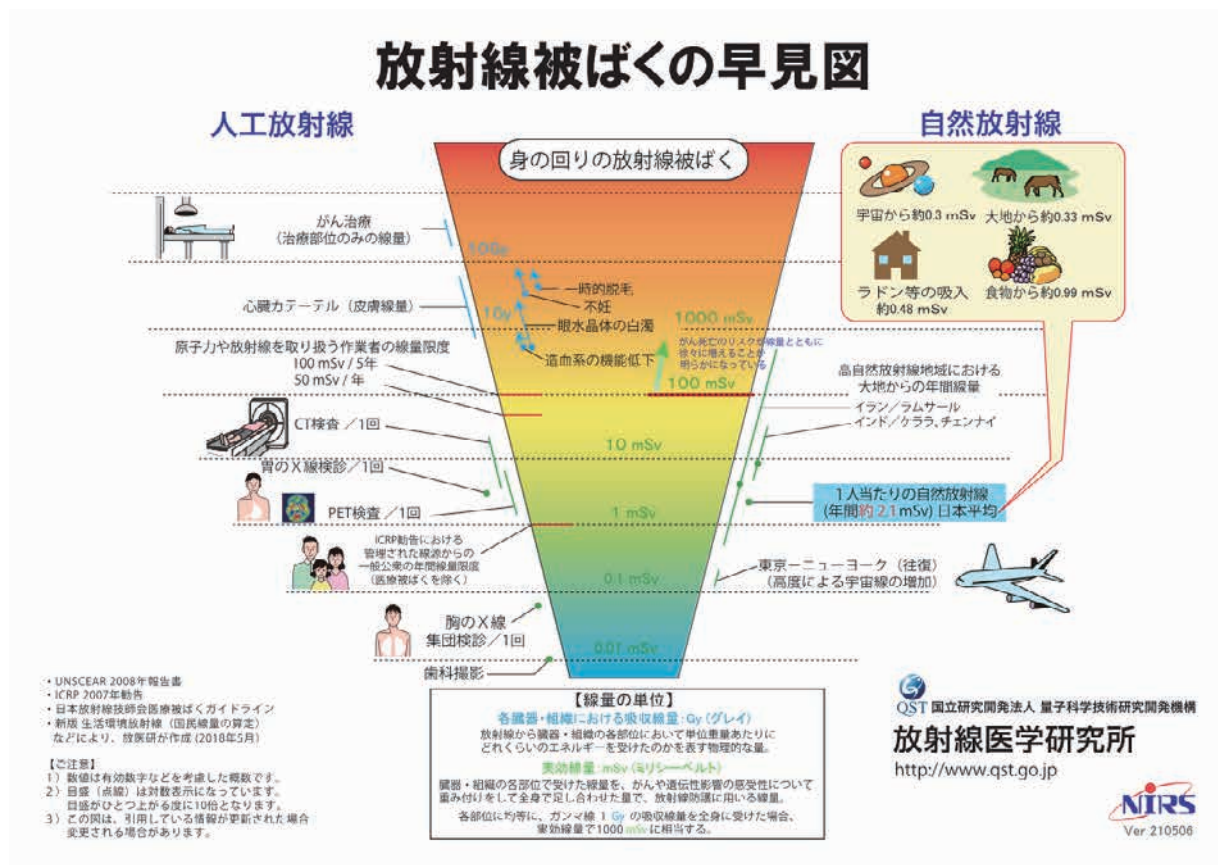 放射線被ばくの早見図
人工放射線
自然放射線
身の回りの放射線被ばく
がん治療
(治療部位のみの線量)
心臓カテーテル（皮膚線量）
原子力や放射線を取り扱う作業者の線量限度
100 mSv / 5年
50 mSv / 年
CT検査 ／1回
胃のX線検診／1回
PET検査 ／1回
ICRP勧告における
管理された線源からの
一般公衆の年間線量限度
（医療被ばくを除く）
胸のX線
集団検診／1回
歯科撮影
10Gy
1Gy
一時的脱毛
不妊
眼水晶体の白濁
造血系の機能低下
1000 mSv
がん死亡のリスクが線量とともに
徐々に増えることが
明らかになっている
100 mSv
10 mSv
1 mSv
0.1 mSv
0.01 mSv
宇宙から約0.3 mSv
大地から約0.33 mSv
ラドン等の吸入
約0.48 mSv
食物から約0.99 mSv
高自然放射線地域における
大地からの年間線量
イラン／ラムサール
インド／ケララ、チェンナイ
1人当たりの自然放射線
(年間約 2.1mSv) 日本平均
東京ーニューヨーク（往復）
（高度による宇宙線の増加）
・UNSCEAR 2008年報告書
・ICRP 2007年勧告
・日本放射線技師会医療被ばくガイドライン
・新版 生活環境放射線（国民線量の算定）
などにより、放医研が作成 (2018年5月)
【ご注意】
1）数値は有効数字などを考慮した概数です。
2）目盛（点線）は対数表示になっています。
目盛がひとつ上がる度に10倍となります。
3）この図は、引用している情報が更新された場合
変更される場合があります。
【線量の単位】
各臓器・組織における吸収線量：Gy（グレイ）
放射線から臓器・組織の各部位において単位重量あたりに
どれくらいのエネルギーを受けたのかを表す物理的な量。
実効線量：mSv（ミリシーベルト）
臓器・組織の各部位で受けた線量を、がんや遺伝性影響の感受性について
重み付けをして全身で足し合わせた量で、放射線防護に用いる線量。
各部位に均等に、ガンマ線 1 Gy の吸収線量を全身に受けた場合、
実効線量で1000 mSvに相当する。
QST 国立研究開発法人 量子科学技術研究開発機構
放射線医学研究所
http://www.qst.go.jp
NIRS
Ver 210506